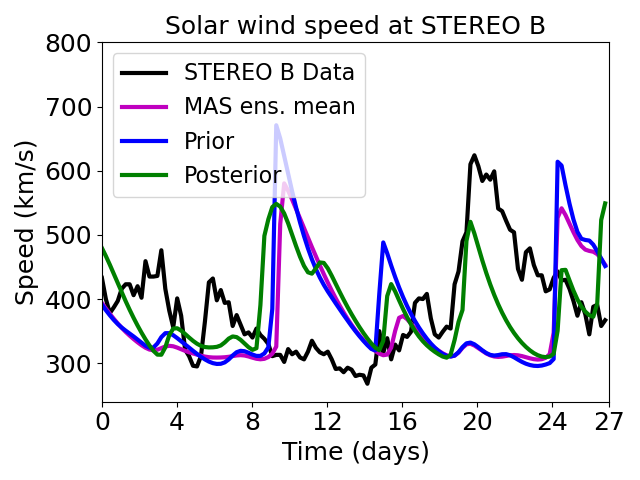 Solar wind speed at STEREO B
800
700
600
500
400
300
Speed (km/s)
STEREO B Data
MAS ens. mean
Prior
Posterior
0 4 8 12 16 20 24 27
Time (days)